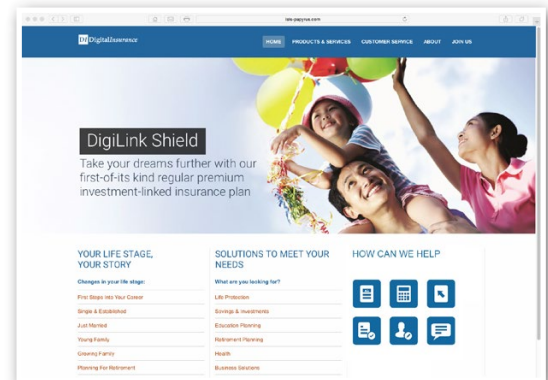 DI DigitalInsurance
HOME PRODUCTS & SERVICES CUSTOMER SERVICE ABOUT JOIN US
DigiLink Shield
Take your dreams further with our
first-of-its kind regular premium
investment-linked insurance plan
YOUR LIFE STAGE,
YOUR STORY
Changes in your life stage:
First Steps into Your Career
Single & Established
Just Married
Young Family
Growing Family
Planning For Retirement
SOLUTIONS TO MEET YOUR
NEEDS
What are you looking for?
Life Protection
Savings & Investments
Education Planning
Retirement Planning
Health
Business Solutions
HOW CAN WE HELP